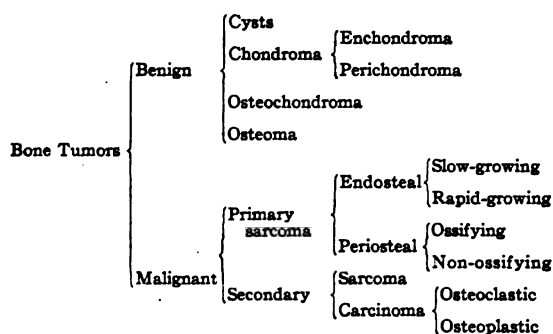 Cysts
Enchondroma
Chondroma
Perichondroma
Benign
Osteochondroma
Osteoma
Bone Tumors
Slow-growing
Endosteal
Rapid-growing
Primary
sarcoma
Ossifying
Periosteal
Non-ossifying
Malignant
Sarcoma
Secondary
Osteoclastic
Carcinoma
Osteoplastic